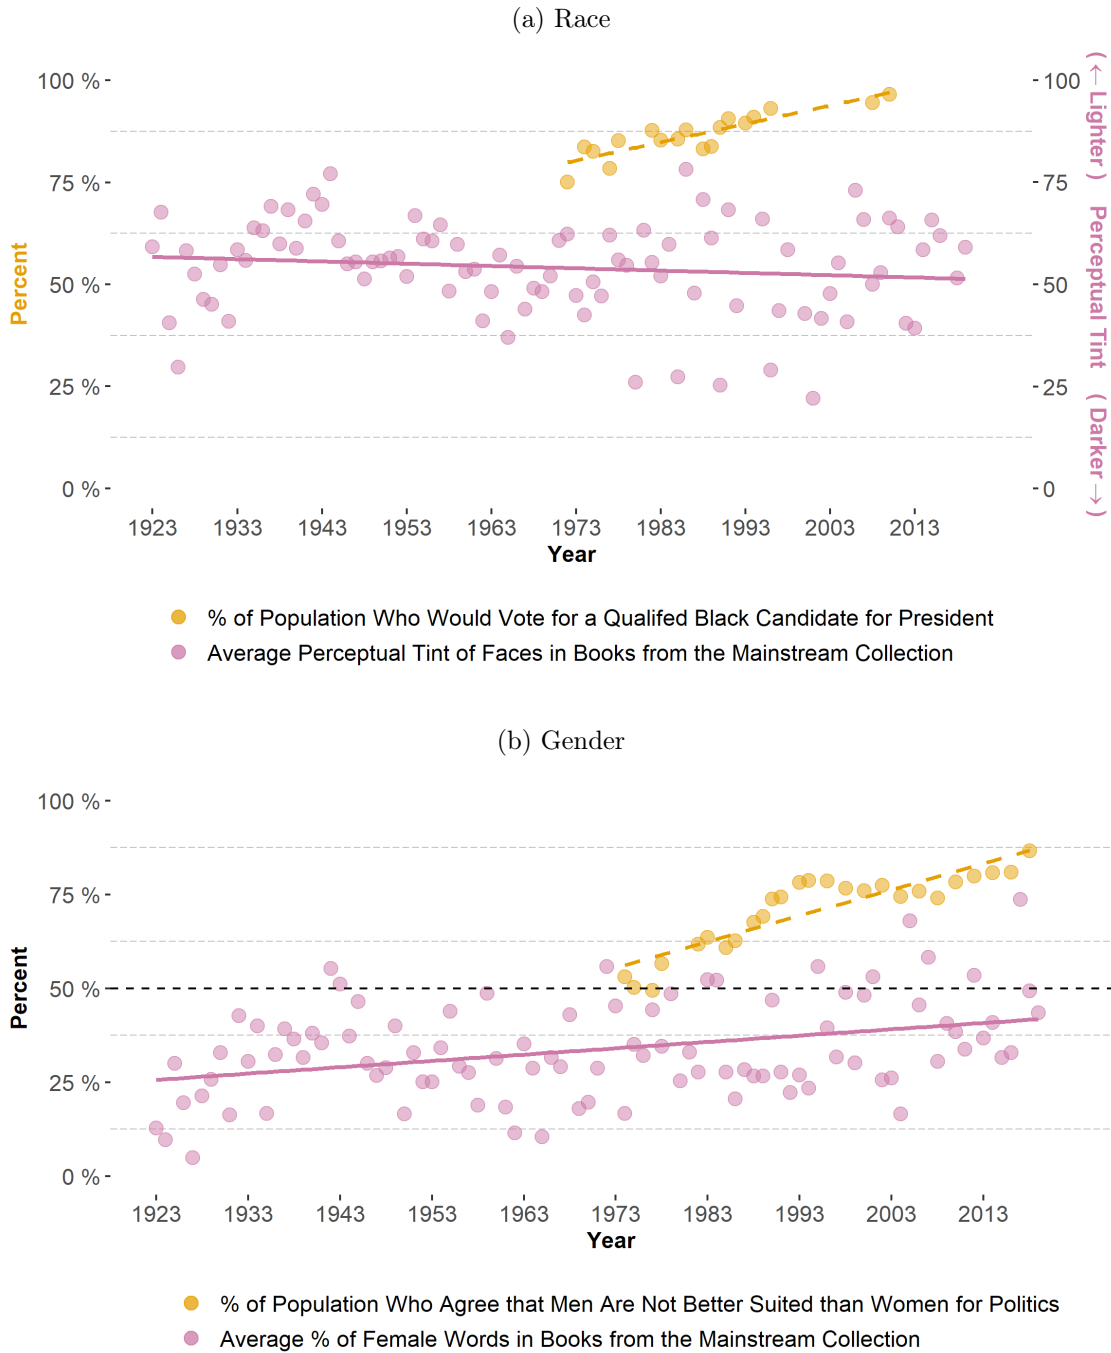 (a) Race
100 %
75 %
50 %
25 %
0 %
Percent
100
75
50
25
0
(← Lighter ) Perceptual Tint ( Darker →)
1923 1933 1943 1953 1963 1973 1983 1993 2003 2013
Year
% of Population Who Would Vote for a Qualifed Black Candidate for President
Average Perceptual Tint of Faces in Books from the Mainstream Collection
(b) Gender
100 %
75 %
50 %
25 %
0 %
Percent
1923 1933 1943 1953 1963 1973 1983 1993 2003 2013
Year
% of Population Who Agree that Men Are Not Better Suited than Women for Politics
Average % of Female Words in Books from the Mainstream Collection